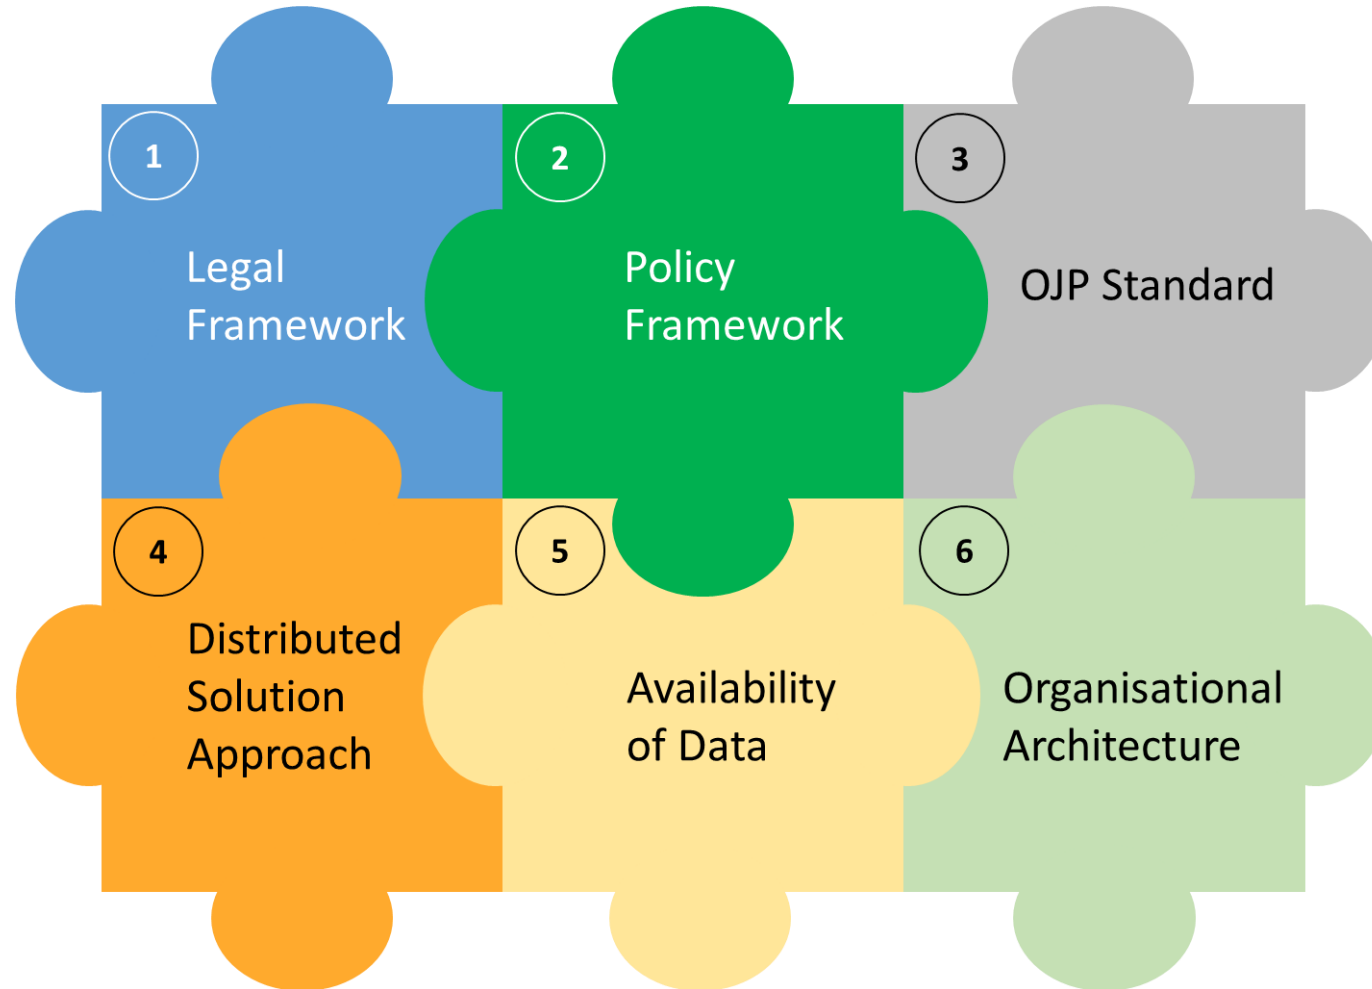 1
Legal
Framework
2
Policy
Framework
3
OJP Standard
4
Distributed
Solution
Approach
5
Availability
of Data
6
Organisational
Architecture